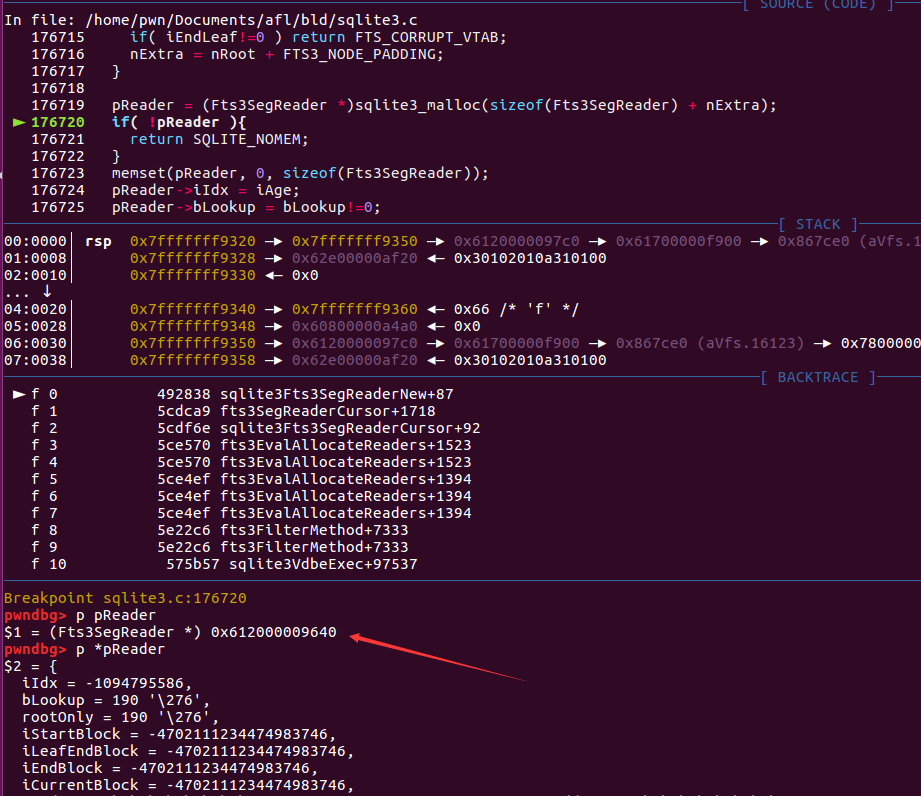 [ SOURCE (CODE) ]
In file: /home/pwn/Documents/afl/bld/sqlite3.c
176715     if( iEndLeaf!=0 ) return FTS_CORRUPT_VTAB;
176716     nExtra = nRoot + FTS3_NODE_PADDING;
176717   }
176718
176719   pReader = (Fts3SegReader *)sqlite3_malloc(sizeof(Fts3SegReader) + nExtra);
► 176720   if( !pReader ){
176721     return SQLITE_NOMEM;
176722   }
176723   memset(pReader, 0, sizeof(Fts3SegReader));
176724   pReader->iIdx = iAge;
176725   pReader->bLookup = bLookup!=0;
[ STACK ]
00:0000│ rsp  0x7fffffff9320 —▸ 0x7fffffff9350 —▸ 0x6120000097c0 —▸ 0x61700000f900 —▸ 0x867ce0 (aVfs.1
01:0008│      0x7fffffff9328 —▸ 0x62e00000af20 ◂— 0x30102010a310100
02:0010│      0x7fffffff9330 ◂— 0x0
... ↓
04:0020│      0x7fffffff9340 —▸ 0x7fffffff9360 ◂— 0x66 /* 'f' */
05:0028│      0x7fffffff9348 —▸ 0x60800000a4a0 ◂— 0x0
06:0030│      0x7fffffff9350 —▸ 0x6120000097c0 —▸ 0x61700000f900 —▸ 0x867ce0 (aVfs.16123) —▸ 0x7800000
07:0038│      0x7fffffff9358 —▸ 0x62e00000af20 ◂— 0x30102010a310100
[ BACKTRACE ]
► f 0           492838 sqlite3Fts3SegReaderNew+87
f 1           5cdca9 fts3SegReaderCursor+1718
f 2           5cdf6e sqlite3Fts3SegReaderCursor+92
f 3           5ce570 fts3EvalAllocateReaders+1523
f 4           5ce570 fts3EvalAllocateReaders+1523
f 5           5ce4ef fts3EvalAllocateReaders+1394
f 6           5ce4ef fts3EvalAllocateReaders+1394
f 7           5ce4ef fts3EvalAllocateReaders+1394
f 8           5e22c6 fts3FilterMethod+7333
f 9           5e22c6 fts3FilterMethod+7333
f 10           575b57 sqlite3VdbeExec+97537
Breakpoint sqlite3.c:176720
pwndbg> p pReader
$1 = (Fts3SegReader *) 0x612000009640
pwndbg> p *pReader
$2 = {
iIdx = -1094795586,
bLookup = 190 '\276',
rootOnly = 190 '\276',
iStartBlock = -4702111234474983746,
iLeafEndBlock = -4702111234474983746,
iEndBlock = -4702111234474983746,
iCurrentBlock = -4702111234474983746,